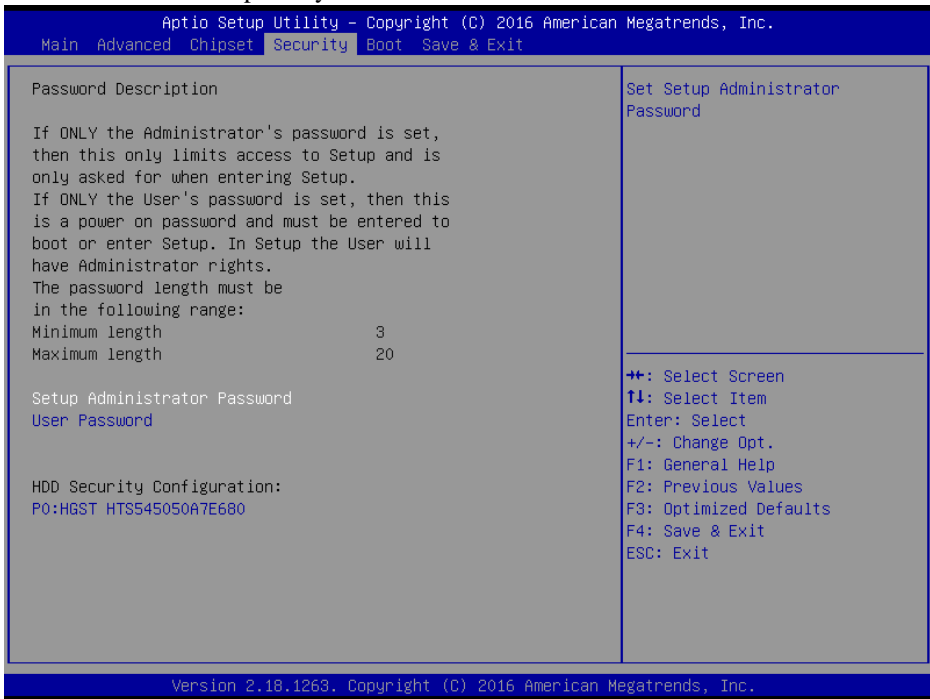 Aptio Setup Utility – Copyright (C) 2016 American Megatrends, Inc.
Main Advanced Chipset Security Boot Save & Exit
Password Description
If ONLY the Administrator's password is set,
then this only limits access to Setup and is
only asked for when entering Setup.
If ONLY the User's password is set, then this
is a power on password and must be entered to
boot or enter Setup. In Setup the User will
have Administrator rights.
The password length must be
in the following range:
Minimum length 3
Maximum length 20
Setup Administrator Password
User Password
HDD Security Configuration:
P0:HGST HTS545050A7E680
Set Setup Administrator
Password
→←: Select Screen
↑↓: Select Item
Enter: Select
+/-: Change Opt.
F1: General Help
F2: Previous Values
F3: Optimized Defaults
F4: Save & Exit
ESC: Exit
Version 2.18.1263. Copyright (C) 2016 American Megatrends, Inc.